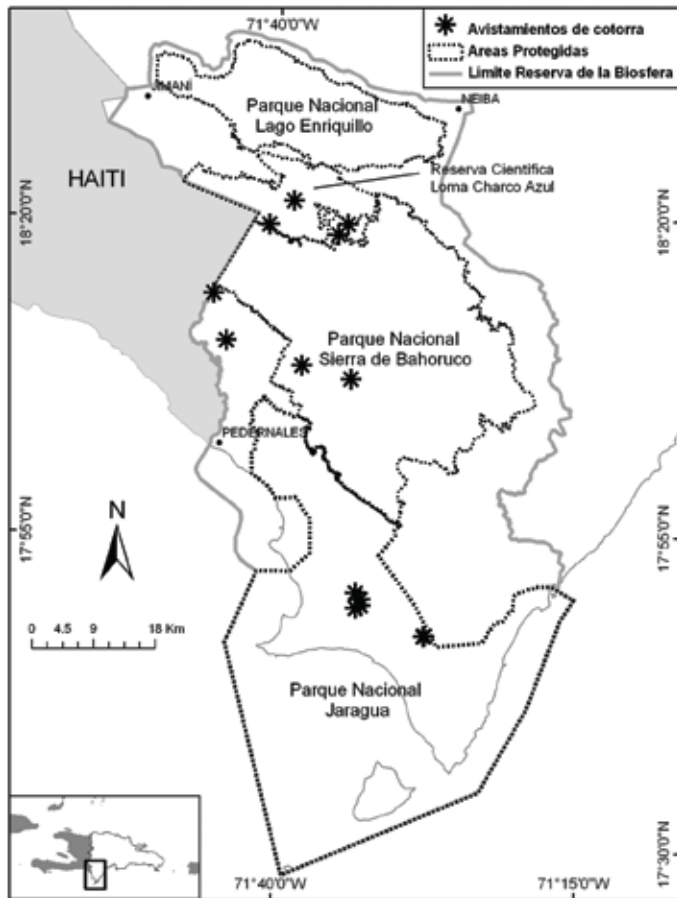 71°40'0"W
Avistamientos de cotorra
Areas Protegidas
Limite Reserva de la Biosfera
JIMANÍ
NEIBA
Parque Nacional
Lago Enriquillo
HAITI
Reserva Científica
Loma Charco Azul
18°20'0"N
18°20'0"N
Parque Nacional
Sierra de Bahoruco
PEDERNALES
N
17°55'0"N
17°55'0"N
0 4.5 9 18 Km
Parque Nacional
Jaragua
17°30'0"N
71°40'0"W
71°15'0"W